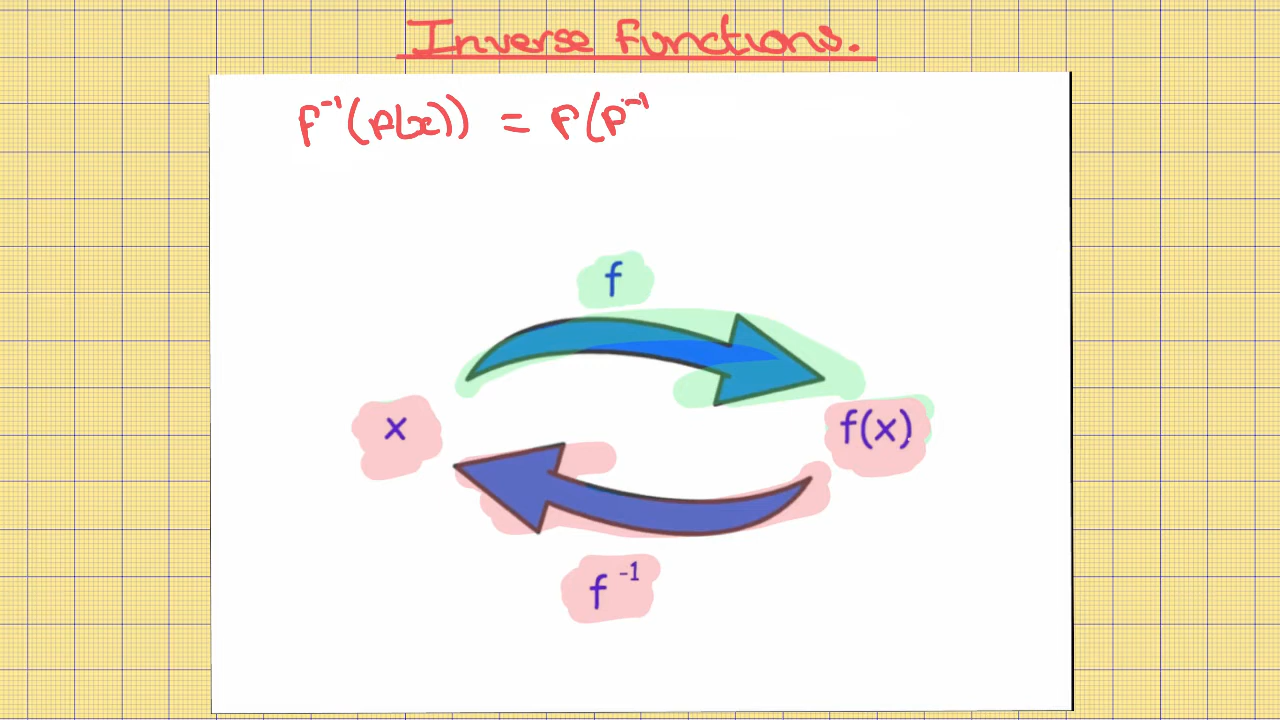 Inverse Functions.
f⁻¹(f(x)) = f(f⁻¹
f
x
f(x)
f⁻¹